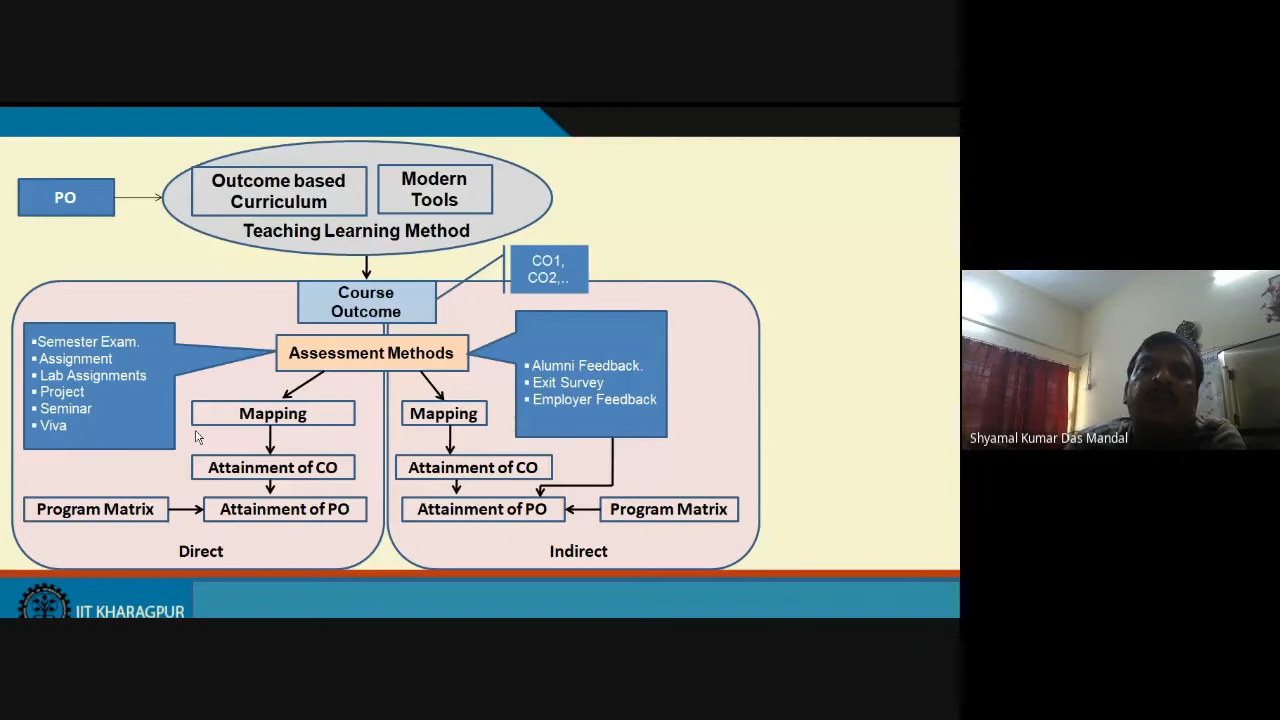 PO
Outcome based
Curriculum
Modern
Tools
Teaching Learning Method
CO1,
CO2,..
Course
Outcome
▪Semester Exam.
▪ Assignment
▪ Lab Assignments
▪ Project
▪ Seminar
▪ Viva
Assessment Methods
▪ Alumni Feedback.
▪ Exit Survey
▪ Employer Feedback
Mapping
Mapping
Attainment of CO
Attainment of CO
Program Matrix
Attainment of PO
Attainment of PO
Program Matrix
Direct
Indirect
IIT KHARAGPUR
Shyamal Kumar Das Mandal